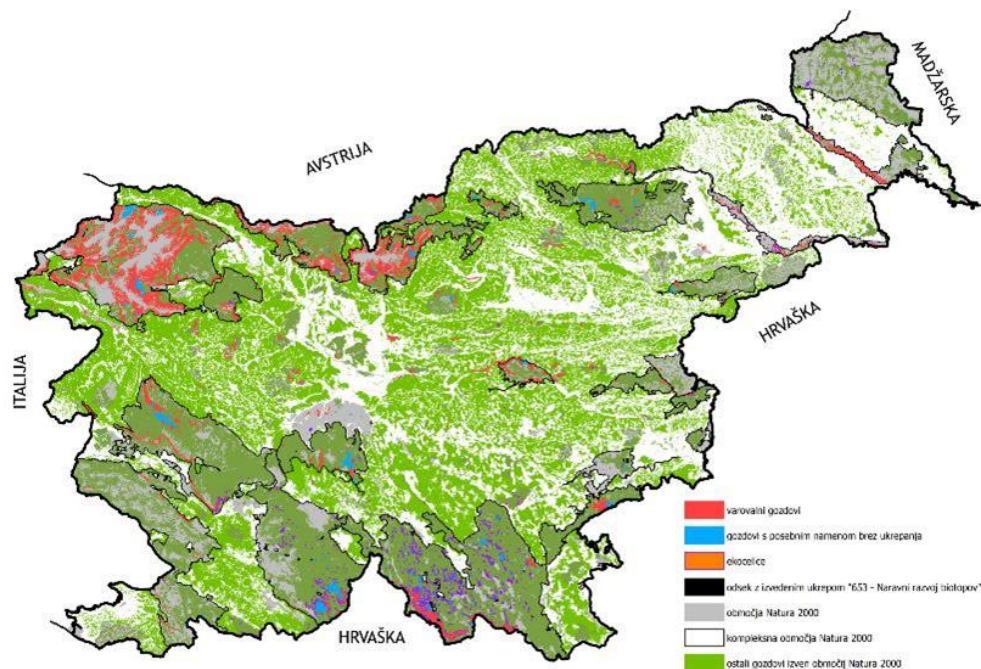 MADŽARSKA
AVSTRIJA
HRVAŠKA
ITALIJA
HRVAŠKA
varovalni gozdovi
gozdovi s posebnim namenom brez ukrepanja
ekocelice
odsek z izvedenim ukrepom "653 - Naravni razvoj biotopov"
območja Natura 2000
kompleksna območja Natura 2000
ostali gozdovi izven območij Natura 2000